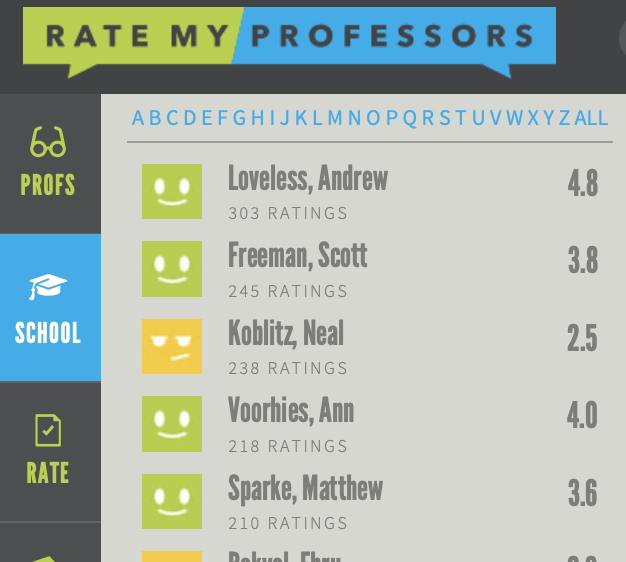 RATE MY PROFESSORS
A B C D E F G H I J K L M N O P Q R S T U V W X Y Z ALL
PROFS
SCHOOL
RATE
Loveless, Andrew 4.8
303 RATINGS
Freeman, Scott 3.8
245 RATINGS
Koblitz, Neal 2.5
238 RATINGS
Voorhies, Ann 4.0
218 RATINGS
Sparke, Matthew 3.6
210 RATINGS